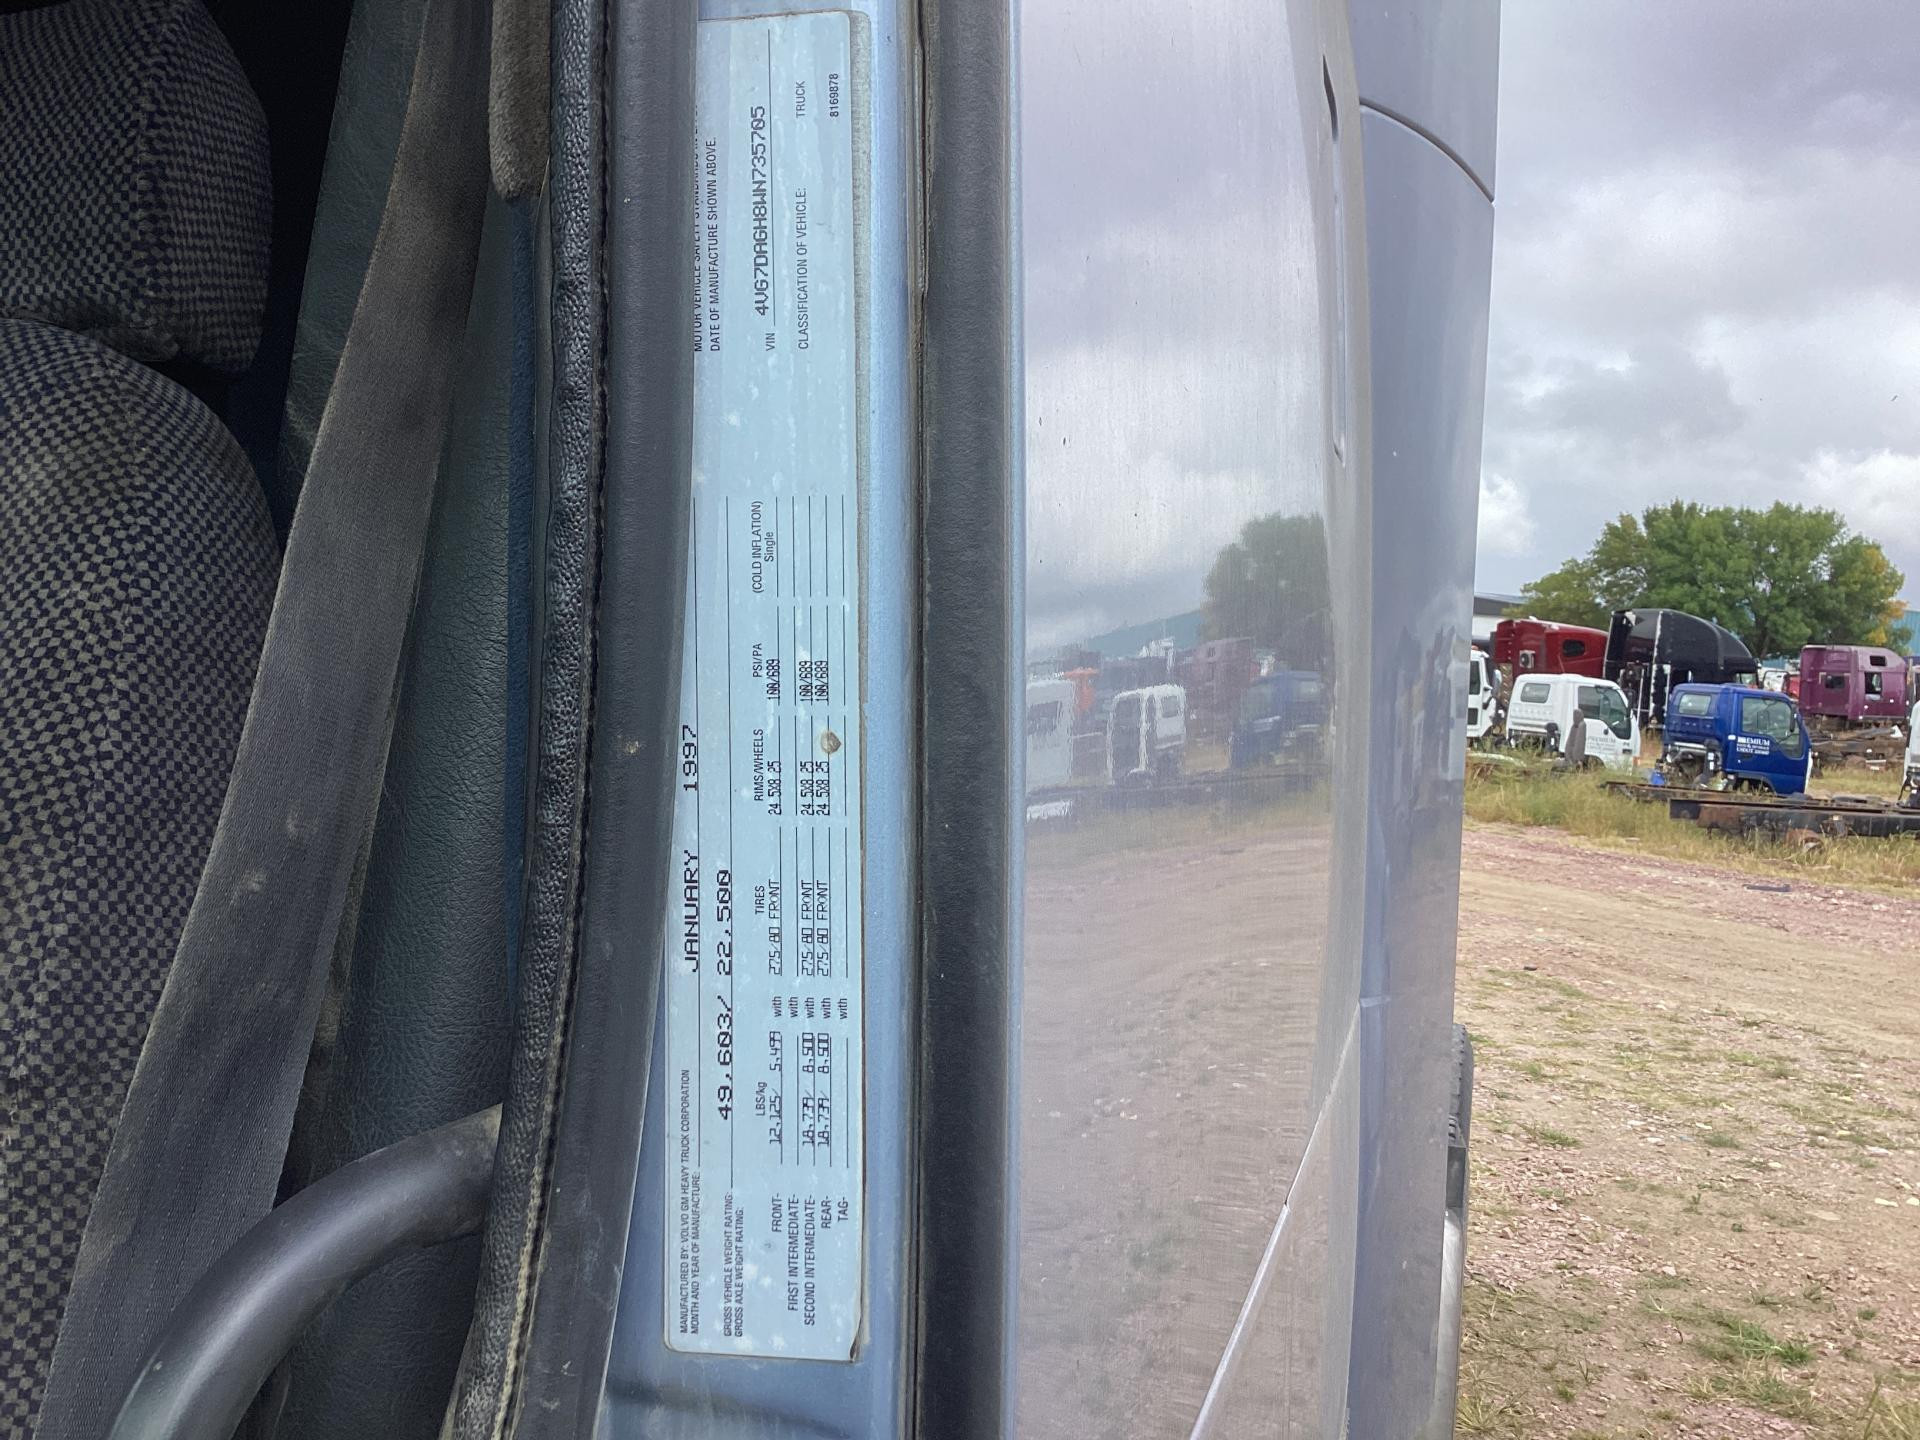 MANUFACTURED BY: VOLVO GM HEAVY TRUCK CORPORATION
MONTH AND YEAR OF MANUFACTURE: JANUARY 1997
MOTOR VEHICLE SAFETY STANDARDS IN
DATE OF MANUFACTURE SHOWN ABOVE.
GROSS VEHICLE WEIGHT RATING: 49,603/ 22,500
GROSS AXLE WEIGHT RATING:
LBS/kg TIRES RIMS/WHEELS PSI/PA (COLD INFLATION)
FRONT- 12,125/ 5,499 with 275/80 FRONT 24.5X8.25 100/689 Single
FIRST INTERMEDIATE- with
SECOND INTERMEDIATE- 18,739/ 8,500 with 275/80 FRONT 24.5X8.25 100/689
REAR- 18,739/ 8,500 with 275/80 FRONT 24.5X8.25 100/689
TAG- with
VIN 4VG7DAGH8WN735705
CLASSIFICATION OF VEHICLE: TRUCK
8169878
PREMIUM